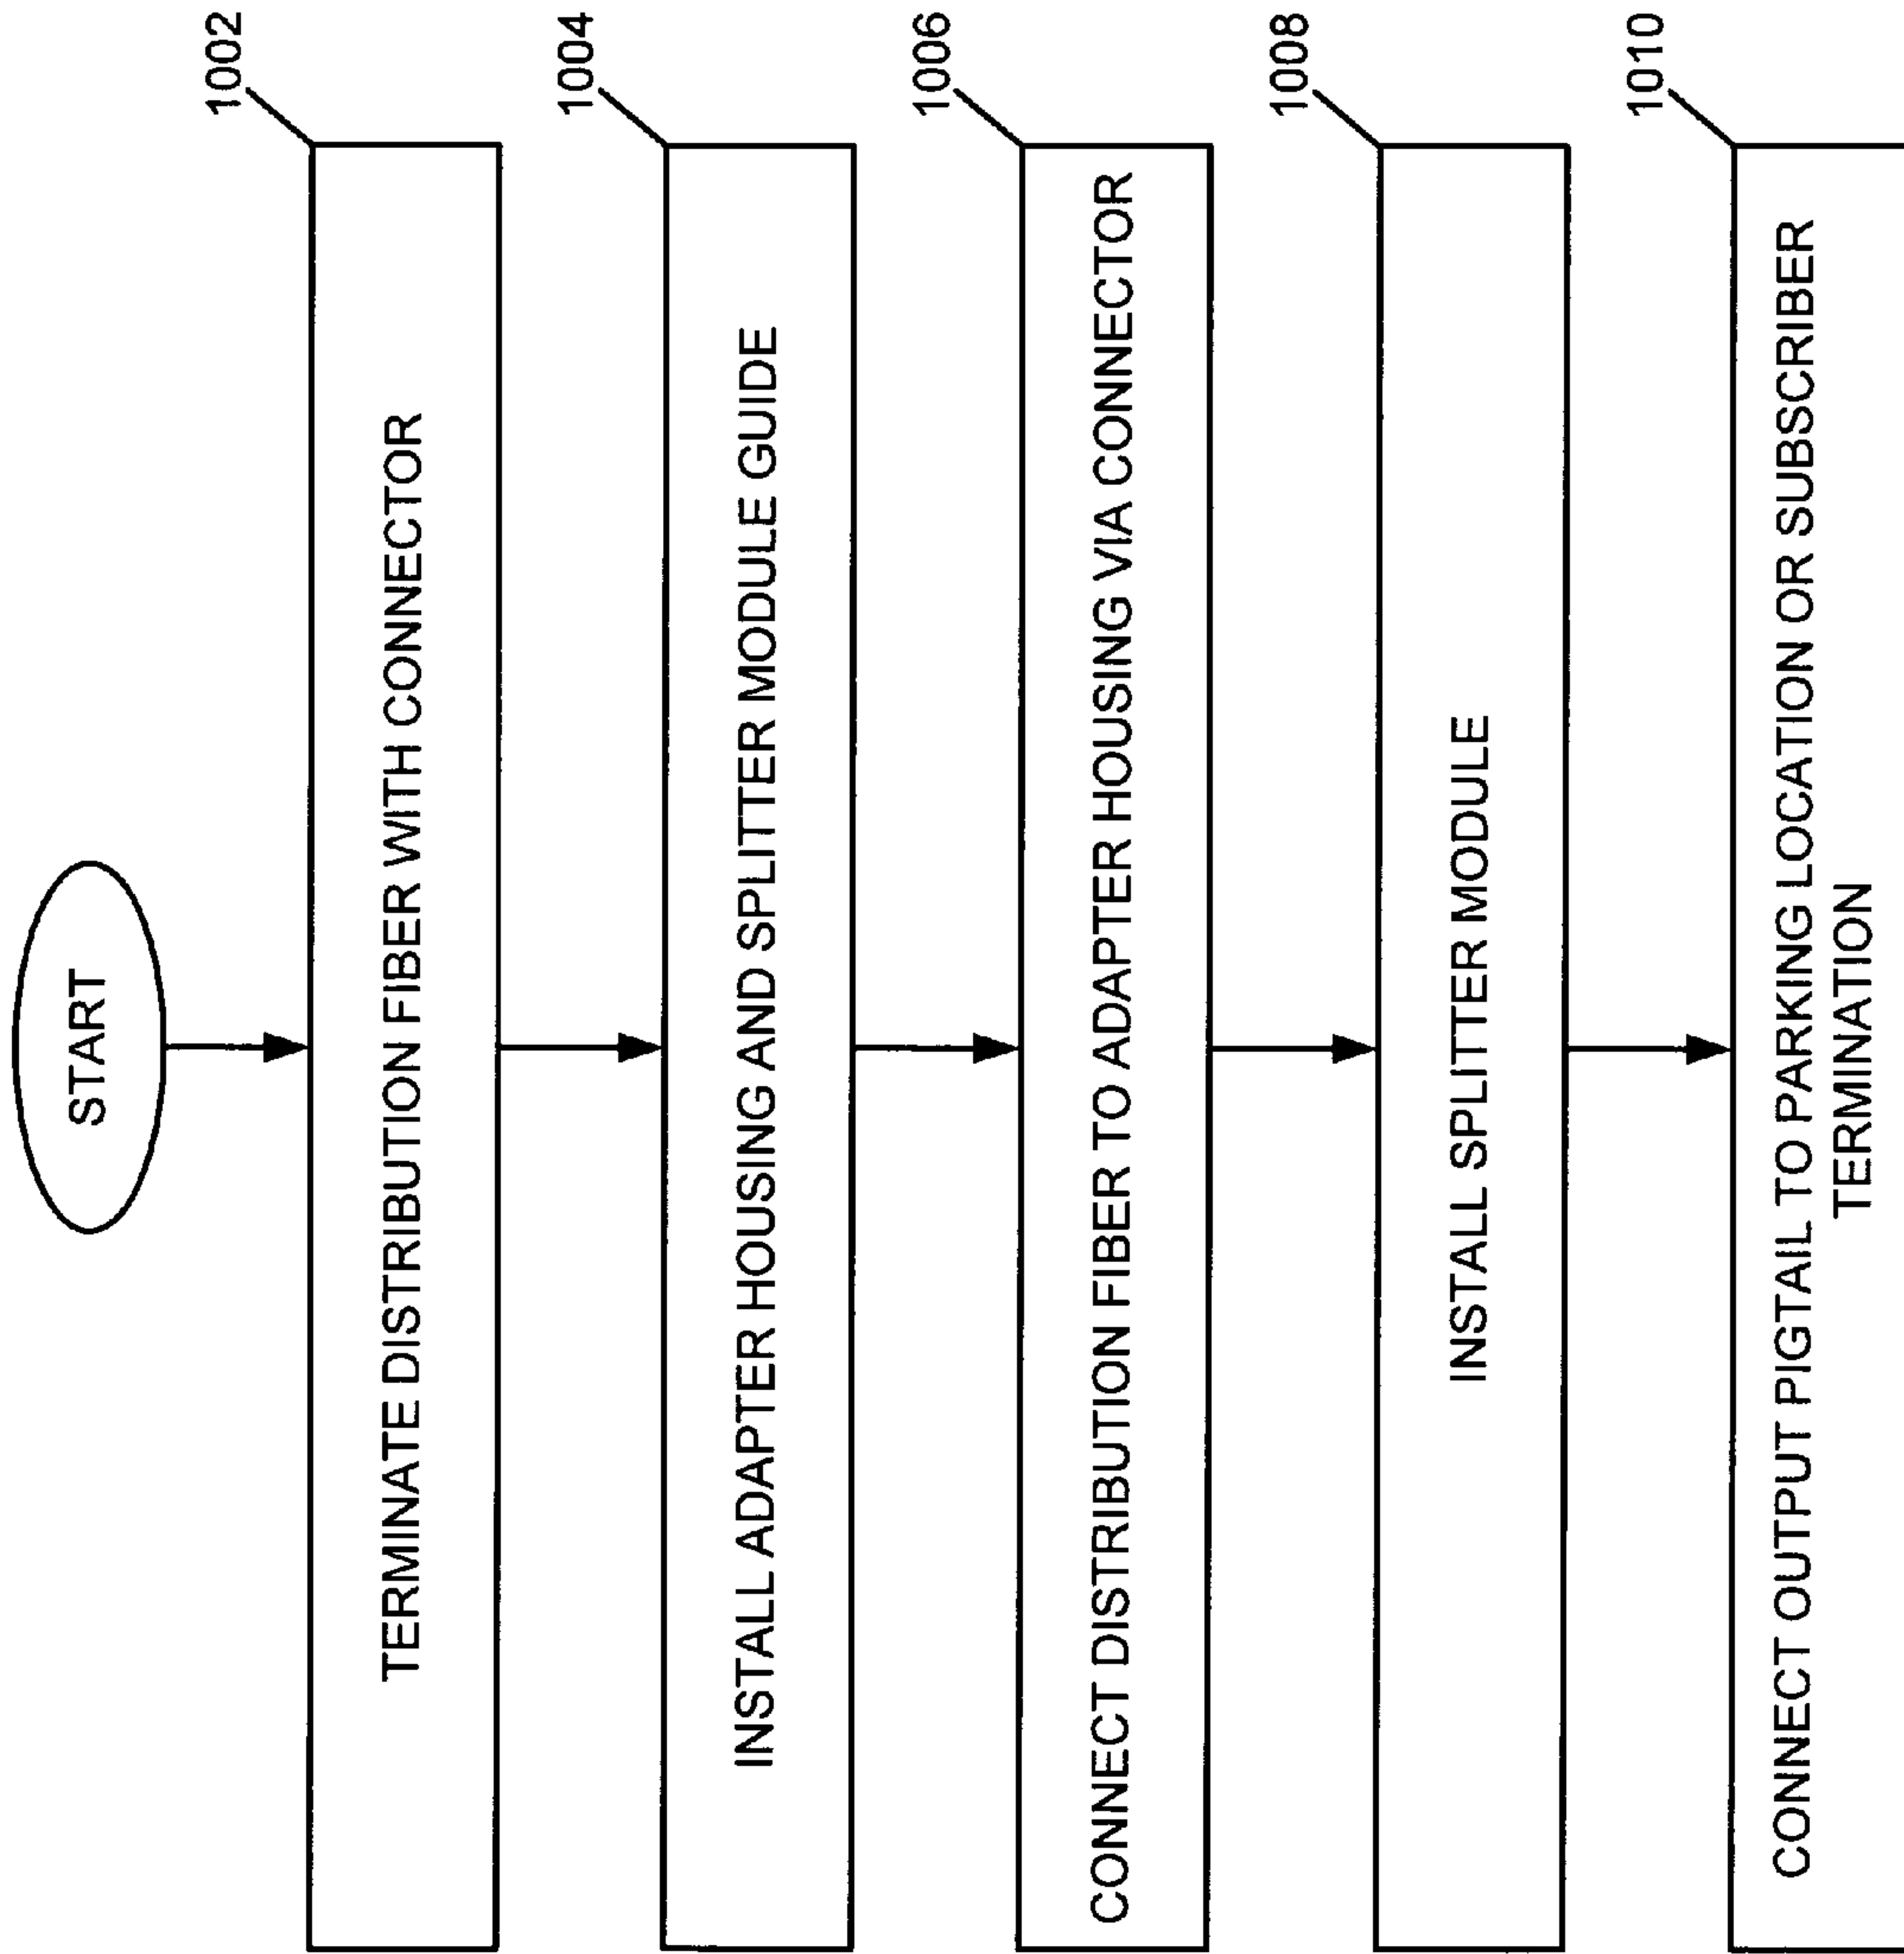 START
1002
TERMINATE DISTRIBUTION FIBER WITH CONNECTOR
1004
INSTALL ADAPTER HOUSING AND SPLITTER MODULE GUIDE
1006
CONNECT DISTRIBUTION FIBER TO ADAPTER HOUSING VIA CONNECTOR
1008
INSTALL SPLITTER MODULE
1010
CONNECT OUTPUT PIGTAIL TO PARKING LOCATION OR SUBSCRIBER
TERMINATION